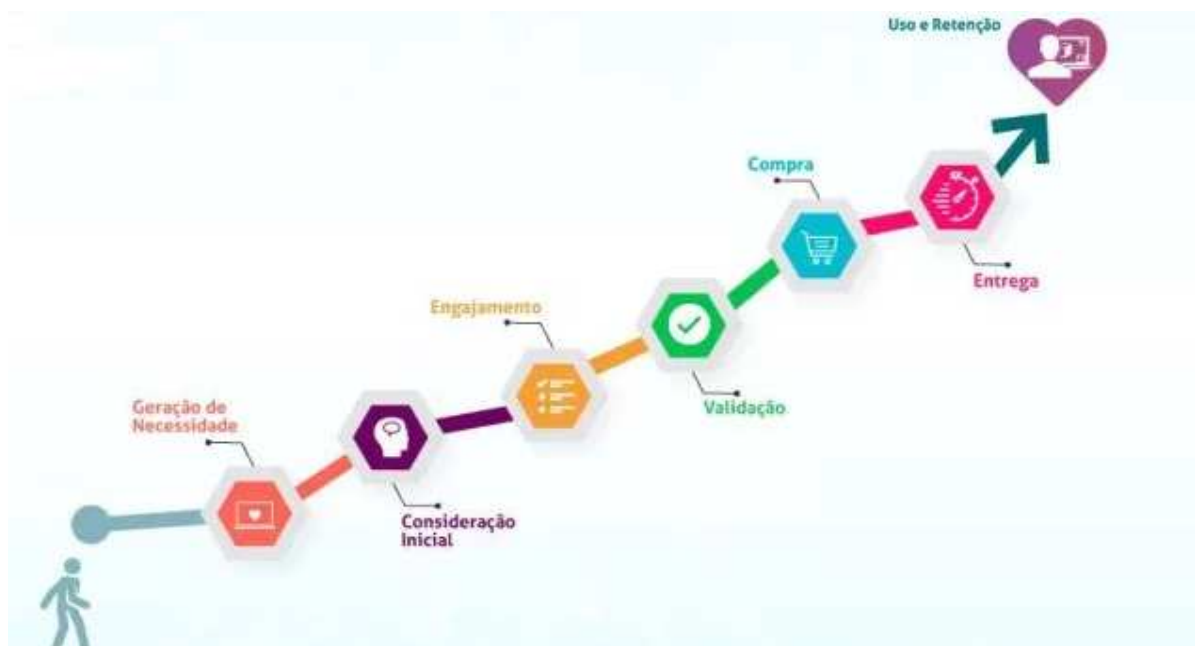 Uso e Retenção
Compra
Entrega
Engajamento
Validação
Geração de
Necessidade
Consideração
Inicial